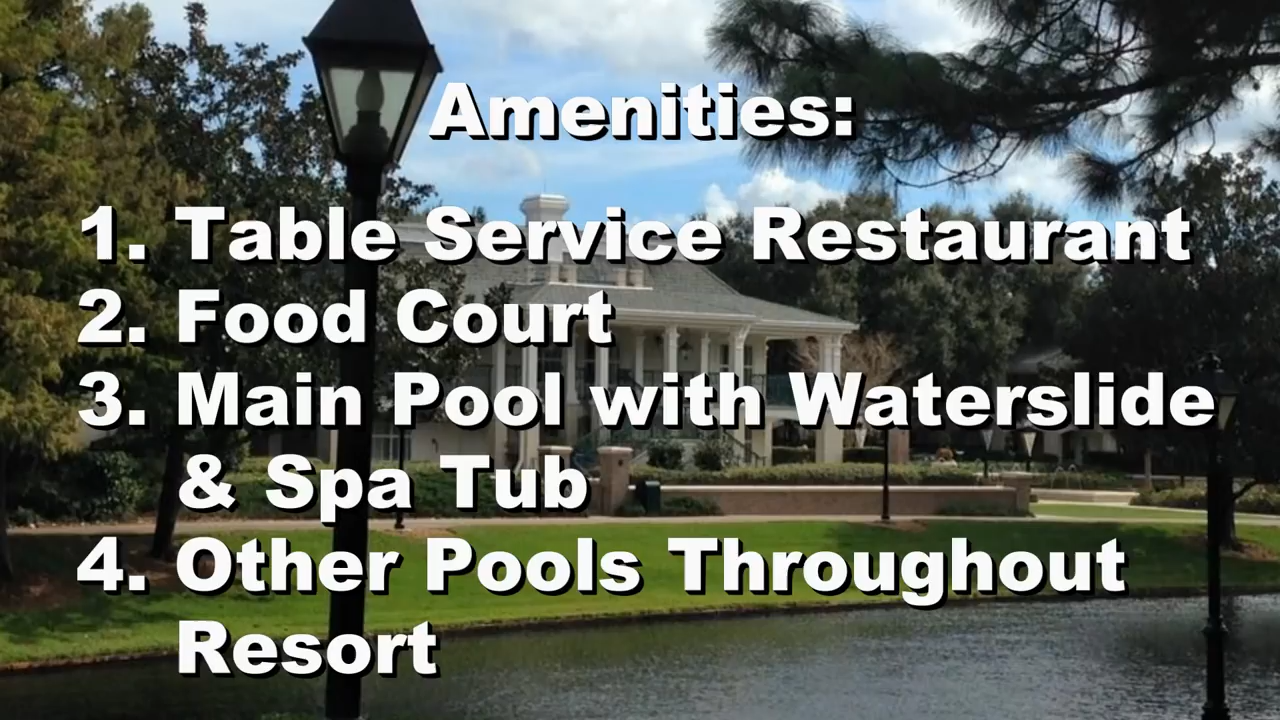 Amenities:
1. Table Service Restaurant
2. Food Court
3. Main Pool with Waterslide
& Spa Tub
4. Other Pools Throughout
Resort